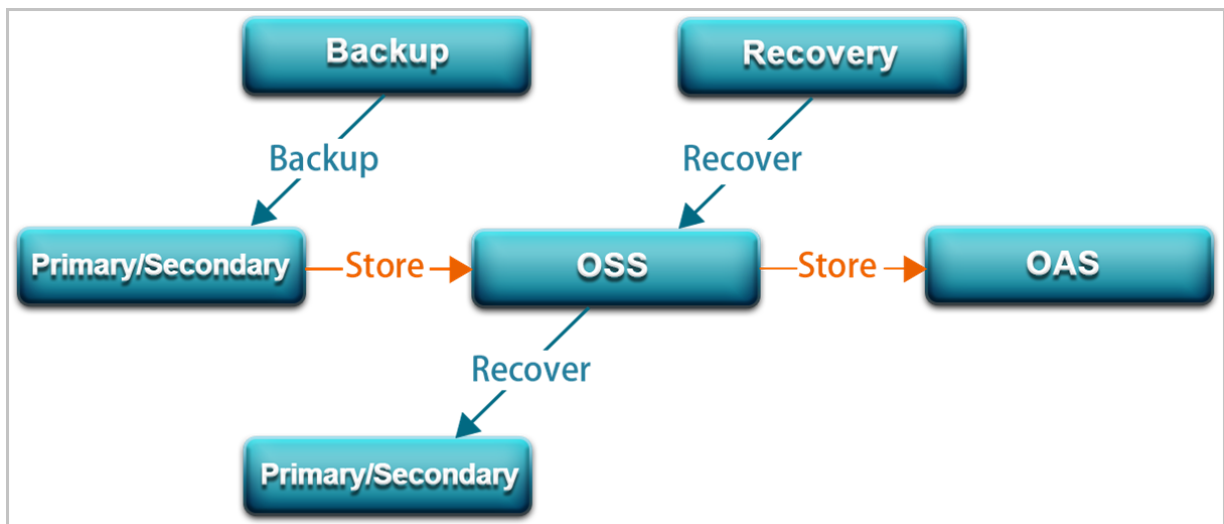 Backup
Recovery
Backup
Recover
Primary/Secondary
Store
OSS
Store
OAS
Recover
Primary/Secondary